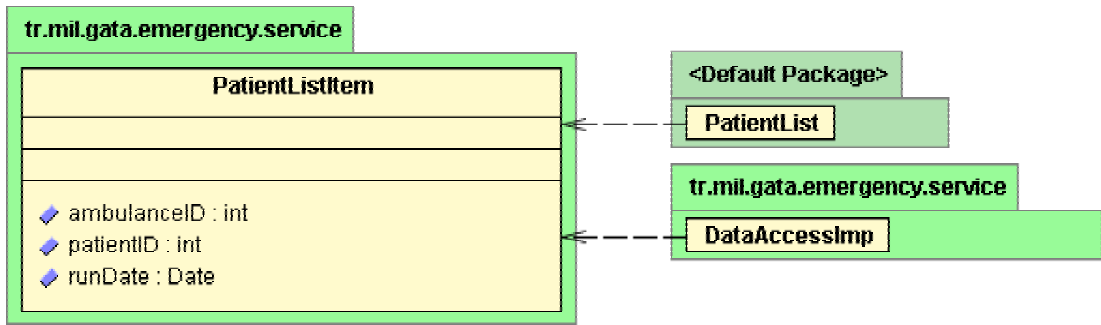 tr.mil.gata.emergency.service
PatientListItem
ambulanceID : int
patientID : int
runDate : Date
<Default Package>
PatientList
tr.mil.gata.emergency.service
DataAccessImp